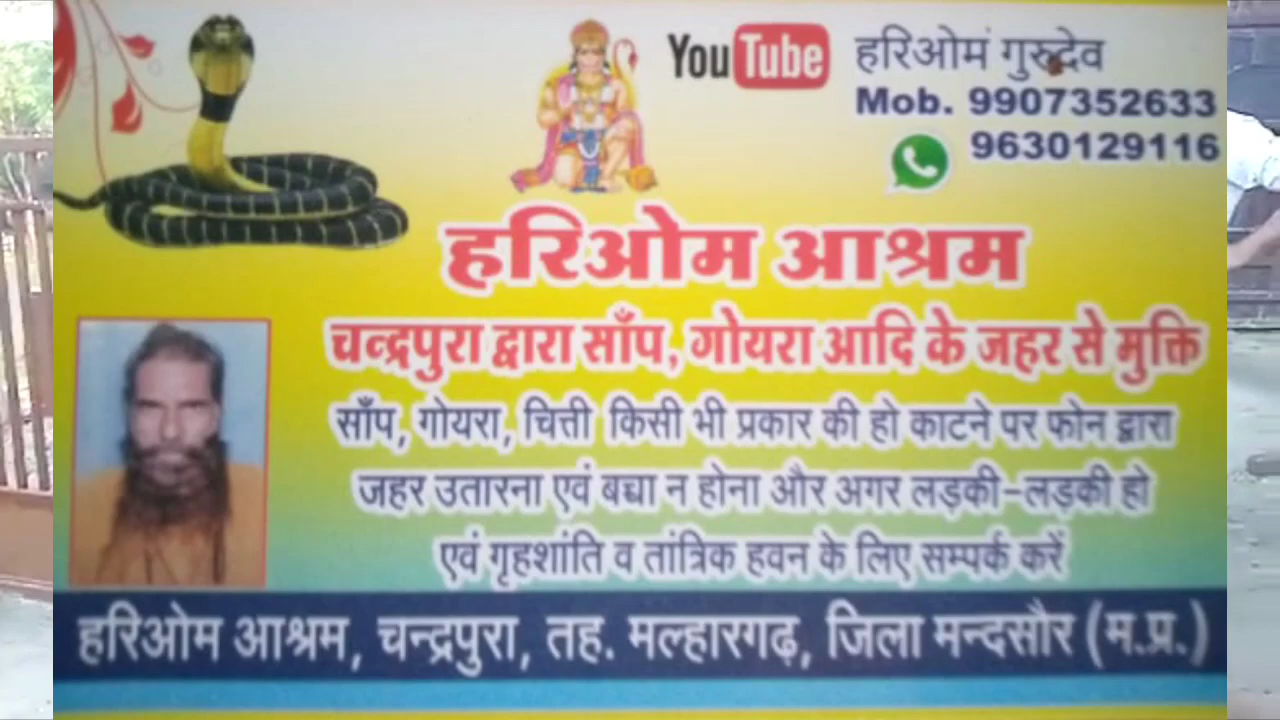 YouTube हरिओमं गुरुदेव
Mob. 9907352633
9630129116
हरिओम आश्रम
चन्द्रपुरा द्वारा साँप, गोयरा आदि के जहर से मुक्ति
साँप, गोयरा, चित्ती किसी भी प्रकार की हो काटने पर फोन द्वारा
जहर उतारना एवं बच्चा न होना और अगर लड़की-लड़की हो
एवं गृहशांति व तांत्रिक हवन के लिए सम्पर्क करें
हरिओम आश्रम, चन्द्रपुरा, तह. मल्हारगढ़, जिला मन्दसौर (म.प्र.)